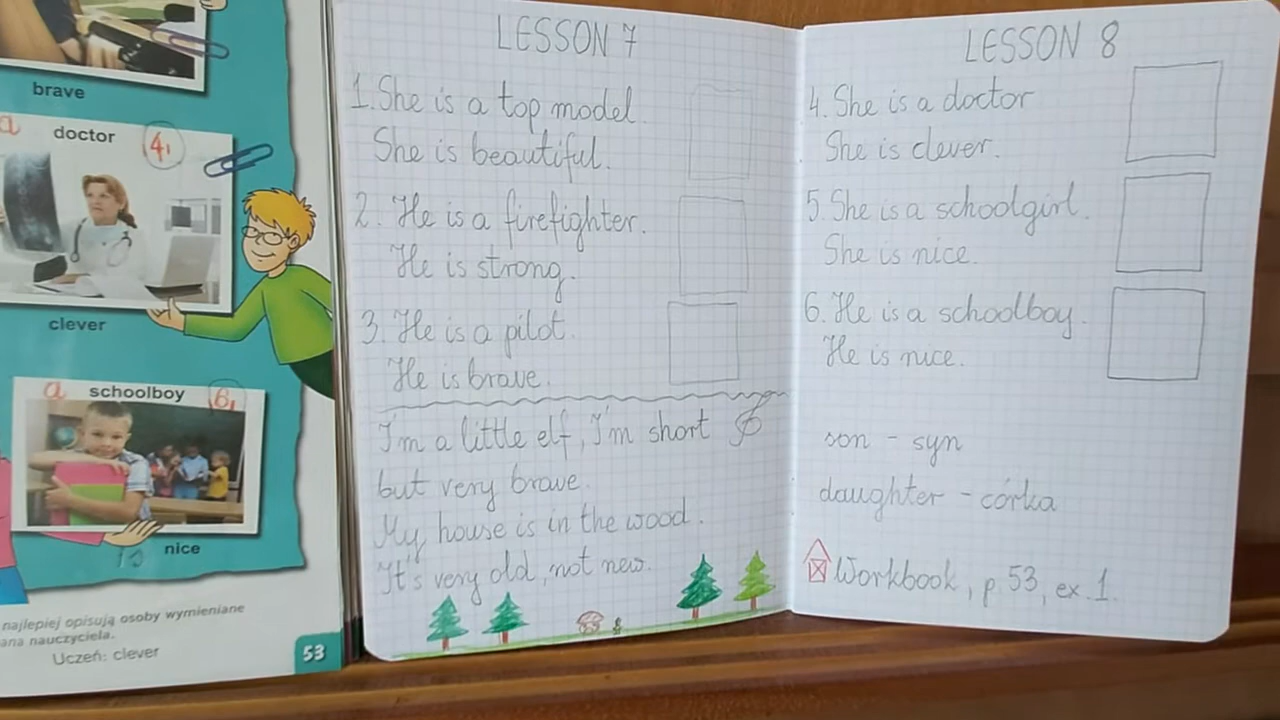 brave
a doctor 4.
clever
a schoolboy 6.
nice
najlepiej opisują osoby wymieniane
ana nauczyciela.
Uczeń: clever
53
LESSON 7
1. She is a top model.
She is beautiful.
2. He is a firefighter.
He is strong.
3. He is a pilot.
He is brave.
I'm a little elf, I'm short
but very brave.
My house is in the wood.
It's very old, not new.
LESSON 8
4. She is a doctor
She is clever.
5. She is a schoolgirl.
She is nice.
6. He is a schoolboy.
He is nice.
son - syn
daughter - córka
Workbook, p 53, ex. 1.